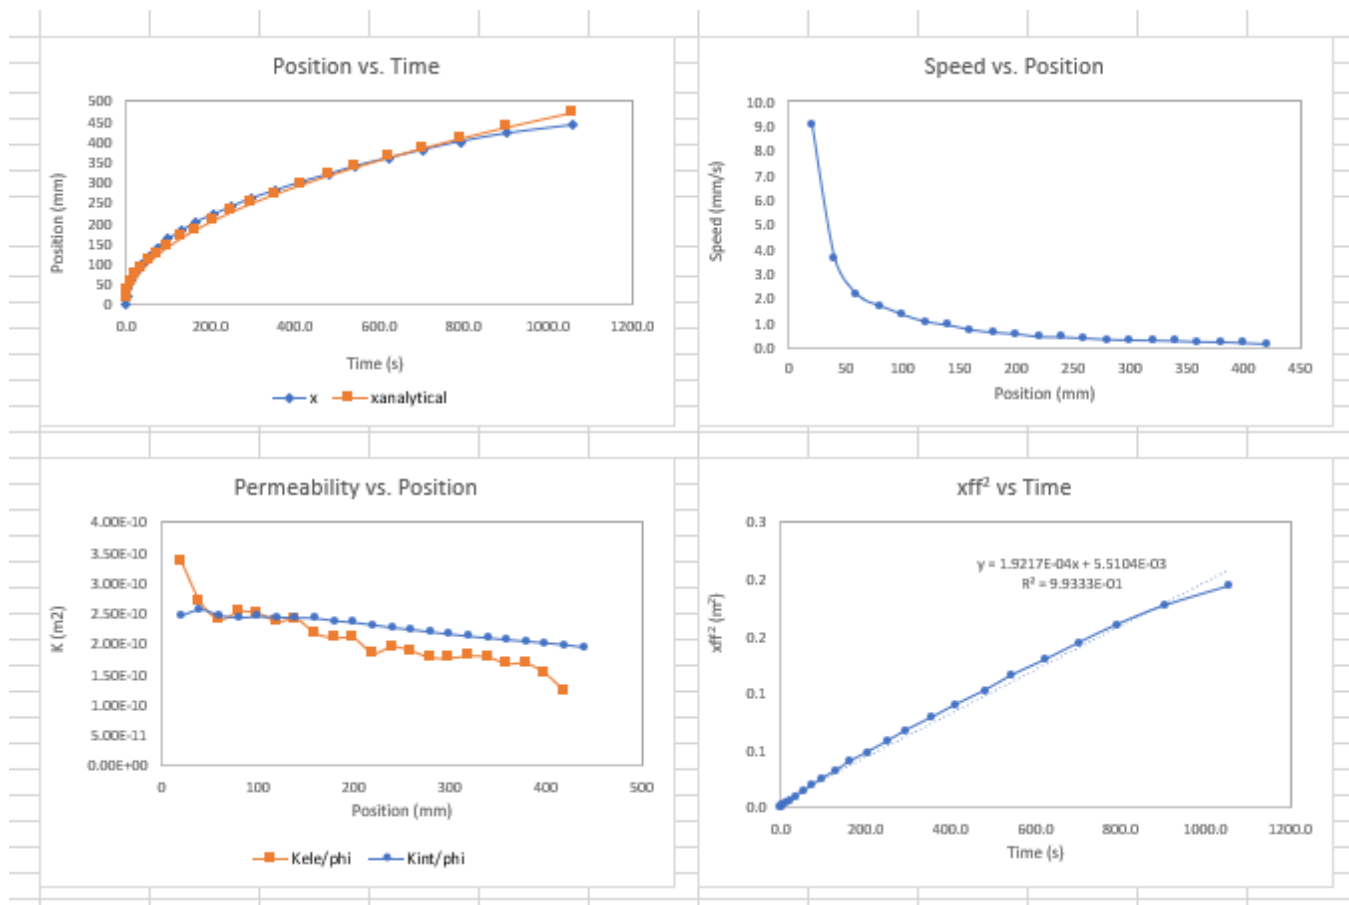 Position vs. Time
500
450
400
350
300
250
200
150
100
50
0
Position (mm)
0.0 200.0 400.0 600.0 800.0 1000.0 1200.0
Time (s)
x xanalytical
Speed vs. Position
10.0
9.0
8.0
7.0
6.0
5.0
4.0
3.0
2.0
1.0
0.0
Speed (mm/s)
0 50 100 150 200 250 300 350 400 450
Position (mm)
Permeability vs. Position
4.00E-10
3.50E-10
3.00E-10
2.50E-10
2.00E-10
1.50E-10
1.00E-10
5.00E-11
0.00E+00
K (m2)
0 100 200 300 400 500
Position (mm)
Kele/phi Kint/phi
xff² vs Time
0.3
0.2
0.2
0.1
0.1
0.0
xff² (m²)
y = 1.9217E-04x + 5.5104E-03
R² = 9.9333E-01
0.0 200.0 400.0 600.0 800.0 1000.0 1200.0
Time (s)